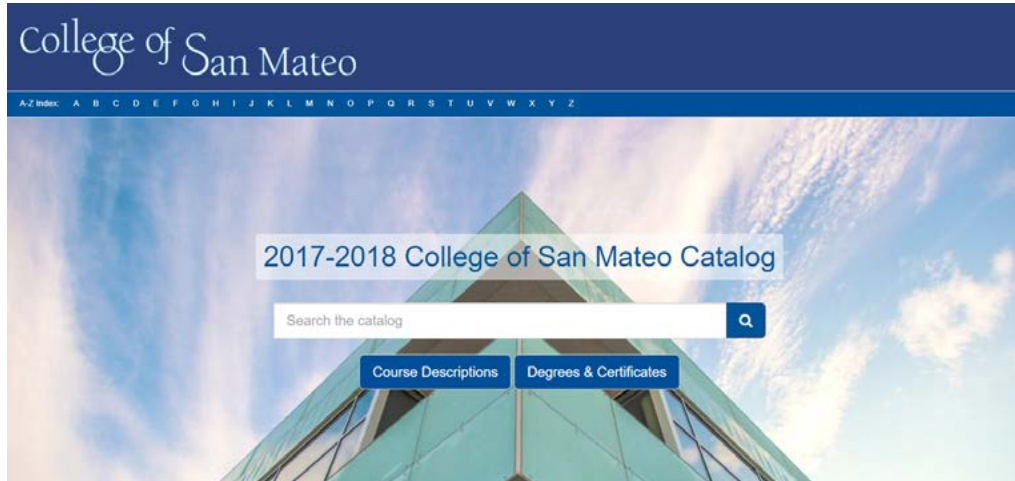 College of San Mateo
A-Z Index: A B C D E F G H I J K L M N O P Q R S T U V W X Y Z
2017-2018 College of San Mateo Catalog
Search the catalog
Course Descriptions Degrees & Certificates